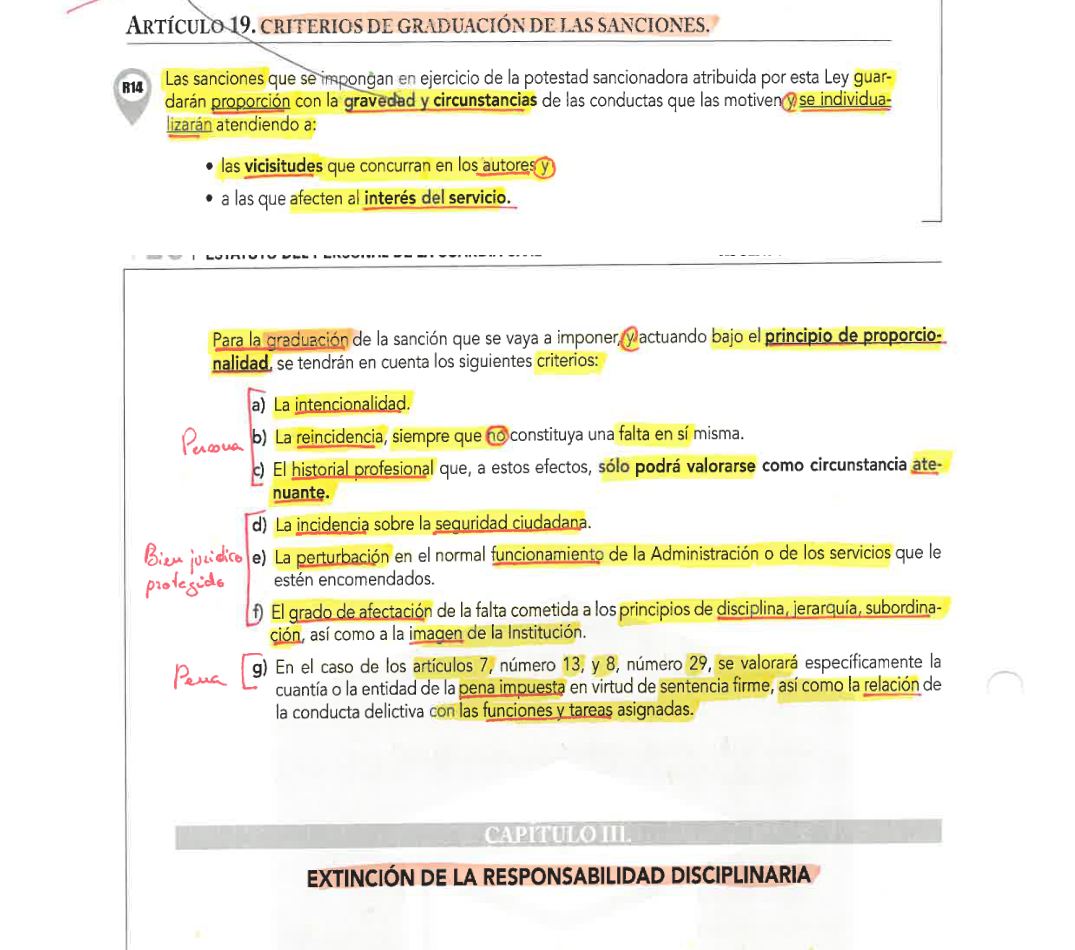 ARTÍCULO 19. CRITERIOS DE GRADUACIÓN DE LAS SANCIONES.
R14
Las sanciones que se impongan en ejercicio de la potestad sancionadora atribuida por esta Ley guar-
darán proporción con la gravedad y circunstancias de las conductas que las motiven y se individua-
lizarán atendiendo a:
• las vicisitudes que concurran en los autores y
• a las que afecten al interés del servicio.
Para la graduación de la sanción que se vaya a imponer, y actuando bajo el principio de proporcio-
nalidad, se tendrán en cuenta los siguientes criterios:
Persona
a) La intencionalidad.
b) La reincidencia, siempre que no constituya una falta en sí misma.
c) El historial profesional que, a estos efectos, sólo podrá valorarse como circunstancia ate-
nuante.
Bien jurídico
protegido
d) La incidencia sobre la seguridad ciudadana.
e) La perturbación en el normal funcionamiento de la Administración o de los servicios que le
estén encomendados.
f) El grado de afectación de la falta cometida a los principios de disciplina, jerarquía, subordina-
ción, así como a la imagen de la Institución.
Pena
g) En el caso de los artículos 7, número 13, y 8, número 29, se valorará específicamente la
cuantía o la entidad de la pena impuesta en virtud de sentencia firme, así como la relación de
la conducta delictiva con las funciones y tareas asignadas.
CAPÍTULO III.
EXTINCIÓN DE LA RESPONSABILIDAD DISCIPLINARIA